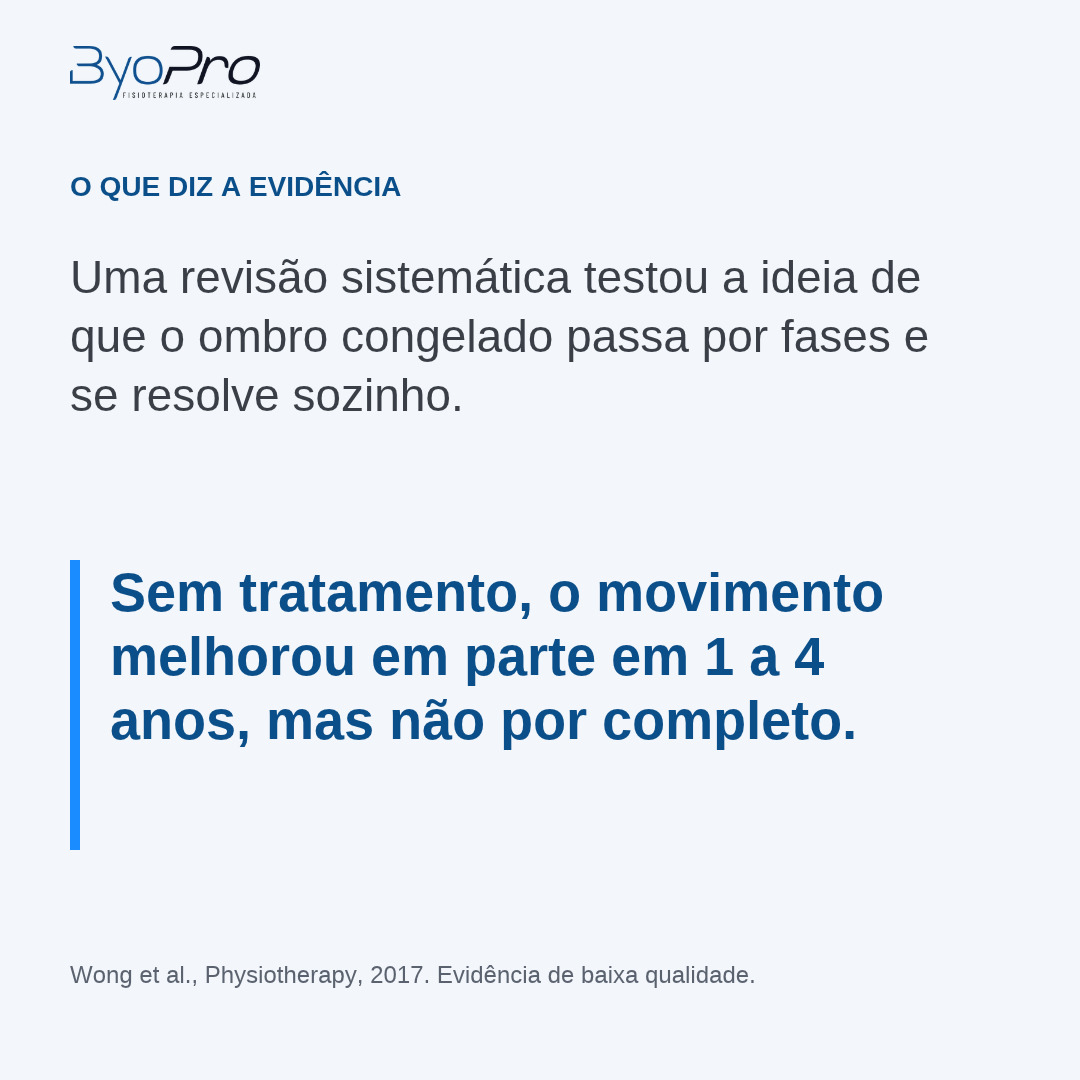 ByoPro
FISIOTERAPIA ESPECIALIZADA
O QUE DIZ A EVIDÊNCIA
Uma revisão sistemática testou a ideia de
que o ombro congelado passa por fases e
se resolve sozinho.
Sem tratamento, o movimento
melhorou em parte em 1 a 4
anos, mas não por completo.
Wong et al., Physiotherapy, 2017. Evidência de baixa qualidade.